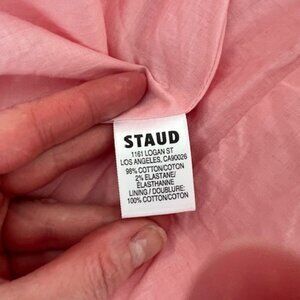 STAUD
1161 LOGAN ST
LOS ANGELES, CA90026
98% COTTON/COTON
2% ELASTANE/
ELASTHANNE
LINING / DOUBLURE:
100% COTTON/COTON